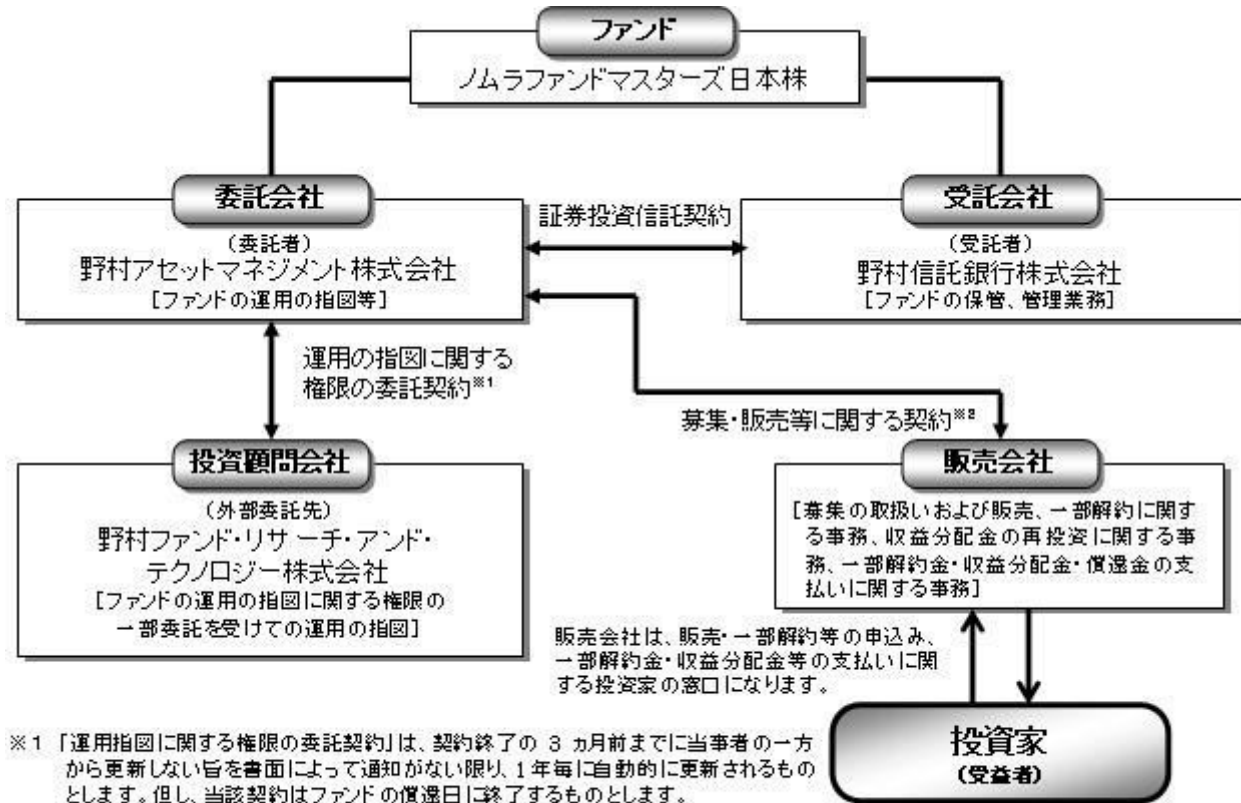 ファンド
ノムラファンドマスターズ日本株
委託会社
(委託者)
野村アセットマネジメント株式会社
[ファンドの運用の指図等]
証券投資信託契約
受託会社
(受託者)
野村信託銀行株式会社
[ファンドの保管、管理業務]
運用の指図に関する
権限の委託契約※1
募集・販売等に関する契約※2
投資顧問会社
(外部委託先)
野村ファンド・リサーチ・アンド・
テクノロジー株式会社
[ファンドの運用の指図に関する権限の
一部委託を受けての運用の指図]
販売会社
[募集の取扱いおよび販売、一部解約に関す
る事務、収益分配金の再投資に関する事
務、一部解約金・収益分配金・償還金の支
払いに関する事務]
販売会社は、販売・一部解約等の申込み、
一部解約金・収益分配金等の支払いに関
する投資家の窓口になります。
投資家
(受益者)
※1 「運用指図に関する権限の委託契約」は、契約終了の 3 ヵ月前までに当事者の一方
から更新しない旨を書面によって通知がない限り、1年毎に自動的に更新されるもの
とします。但し、当該契約はファンドの償還日に終了するものとします。